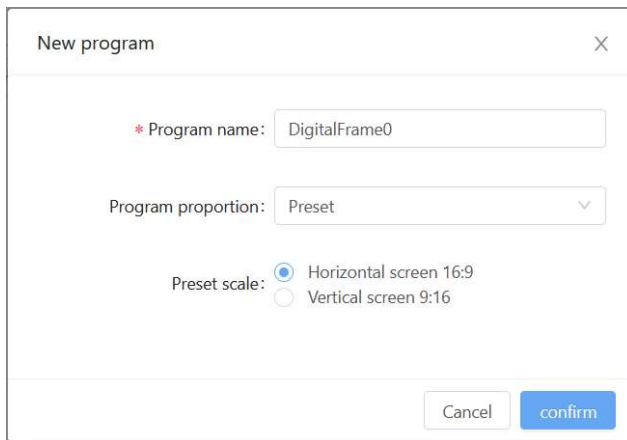 New program
* Program name: DigitalFrame0
Program proportion: Preset
Preset scale: Horizontal screen 16:9
Vertical screen 9:16
Cancel confirm